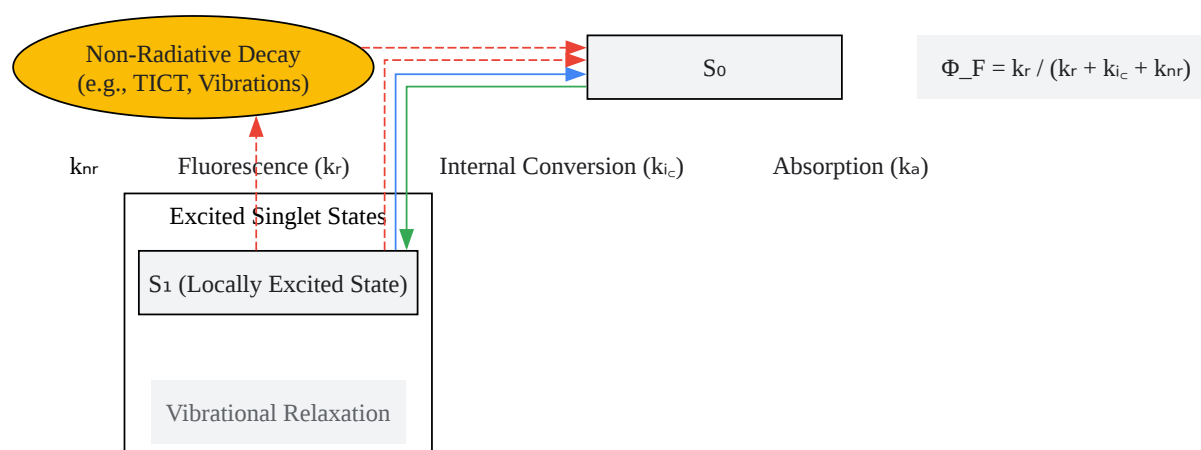 Non-Radiative Decay
(e.g., TICT, Vibrations)
S₀
Φ_F = kᵣ / (kᵣ + kᵢ꜀ + kₙᵣ)
kₙᵣ
Fluorescence (kᵣ)
Internal Conversion (kᵢ꜀)
Absorption (kₐ)
Excited Singlet States
S₁ (Locally Excited State)
Vibrational Relaxation